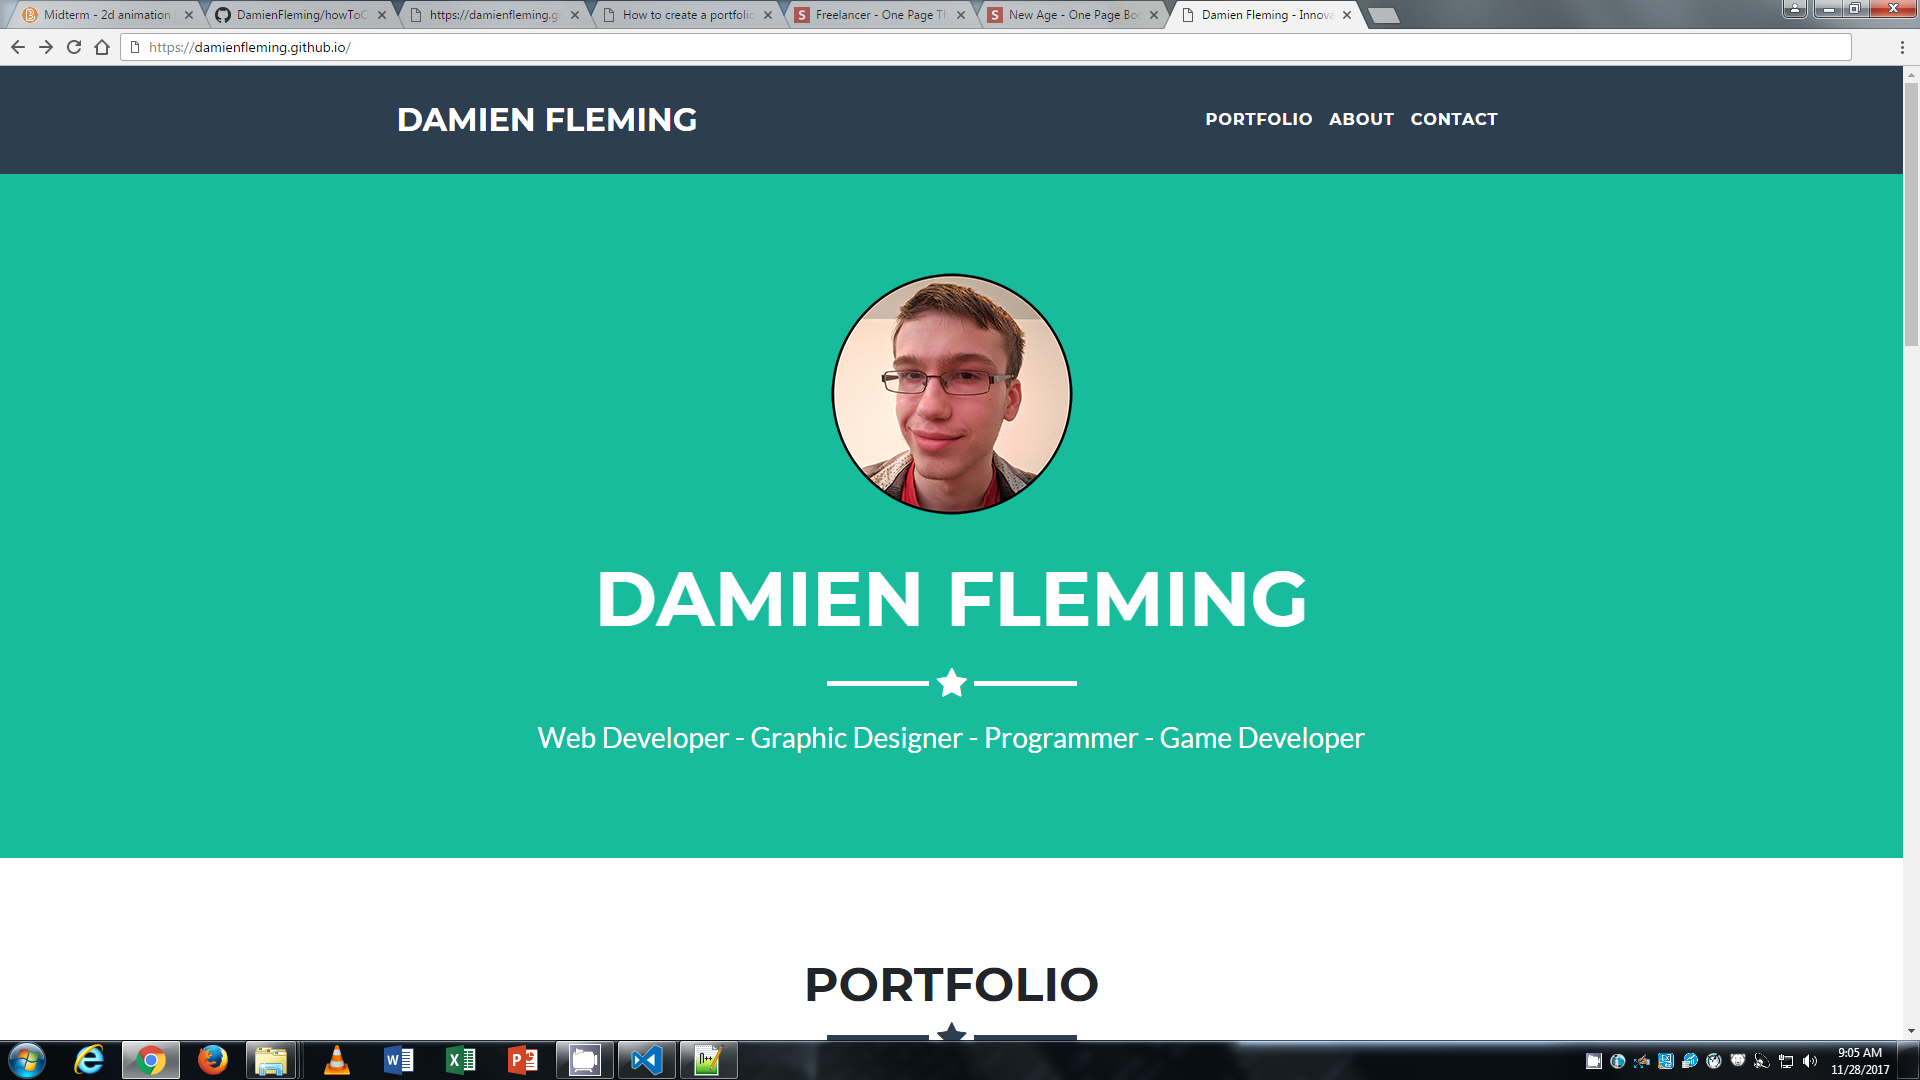 Midterm - 2d animation
DamienFleming/howToC
https://damienfleming.g
How to create a portfolio
Freelancer - One Page Th
New Age - One Page Boo
Damien Fleming - Innova
https://damienfleming.github.io/
DAMIEN FLEMING
PORTFOLIO ABOUT CONTACT
DAMIEN FLEMING
Web Developer - Graphic Designer - Programmer - Game Developer
PORTFOLIO
9:05 AM
11/28/2017